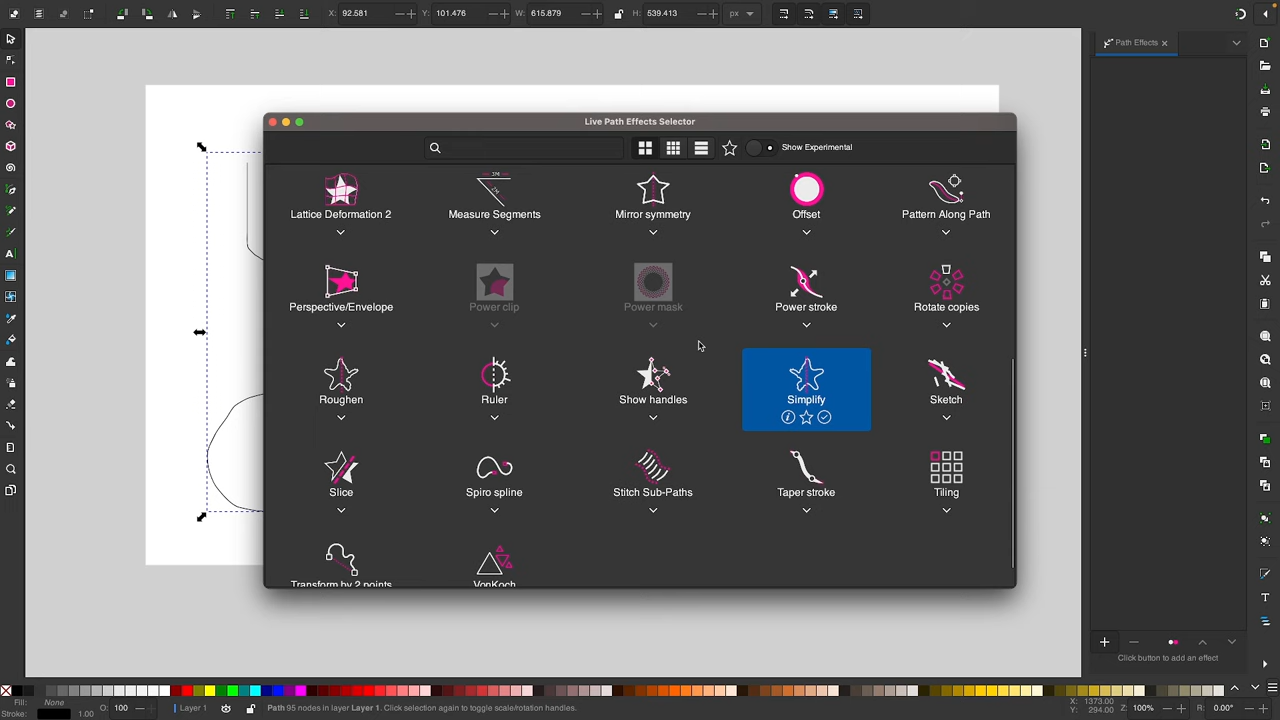 X: 92.581 Y: 101.476 W: 615.879 H: 539.413 px
Path Effects
Live Path Effects Selector
Show Experimental
Lattice Deformation 2 Measure Segments Mirror symmetry Offset Pattern Along Path
Perspective/Envelope Power clip Power mask Power stroke Rotate copies
Roughen Ruler Show handles Simplify Sketch
Slice Spiro spline Stitch Sub-Paths Taper stroke Tiling
Transform by 2 points VonKoch
Click button to add an effect
Fill: None
Stroke: 1.00
O: 100
Layer 1
Path 95 nodes in layer Layer 1. Click selection again to toggle scale/rotation handles.
X: 1373.00
Y: 294.00
Z: 100%
R: 0.00°